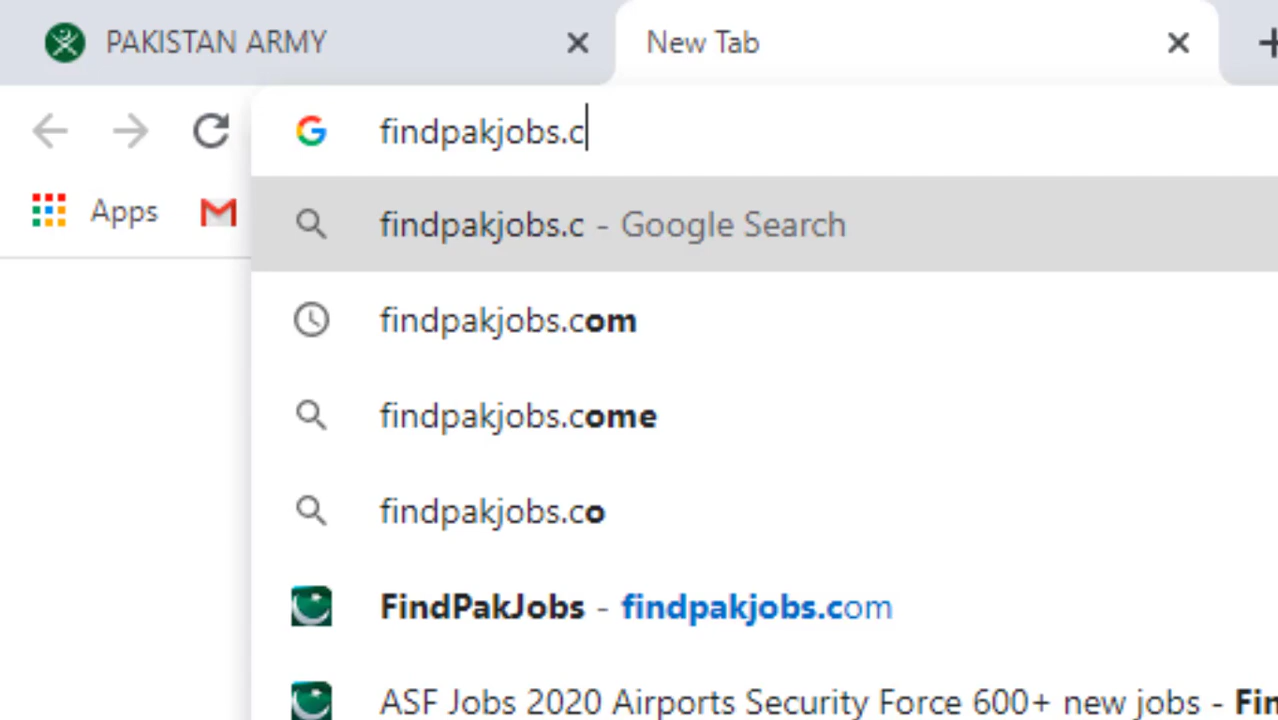 PAKISTAN ARMY
New Tab
findpakjobs.c
Apps
findpakjobs.c - Google Search
findpakjobs.com
findpakjobs.come
findpakjobs.co
FindPakJobs - findpakjobs.com
ASF Jobs 2020 Airports Security Force 600+ new jobs - Fin